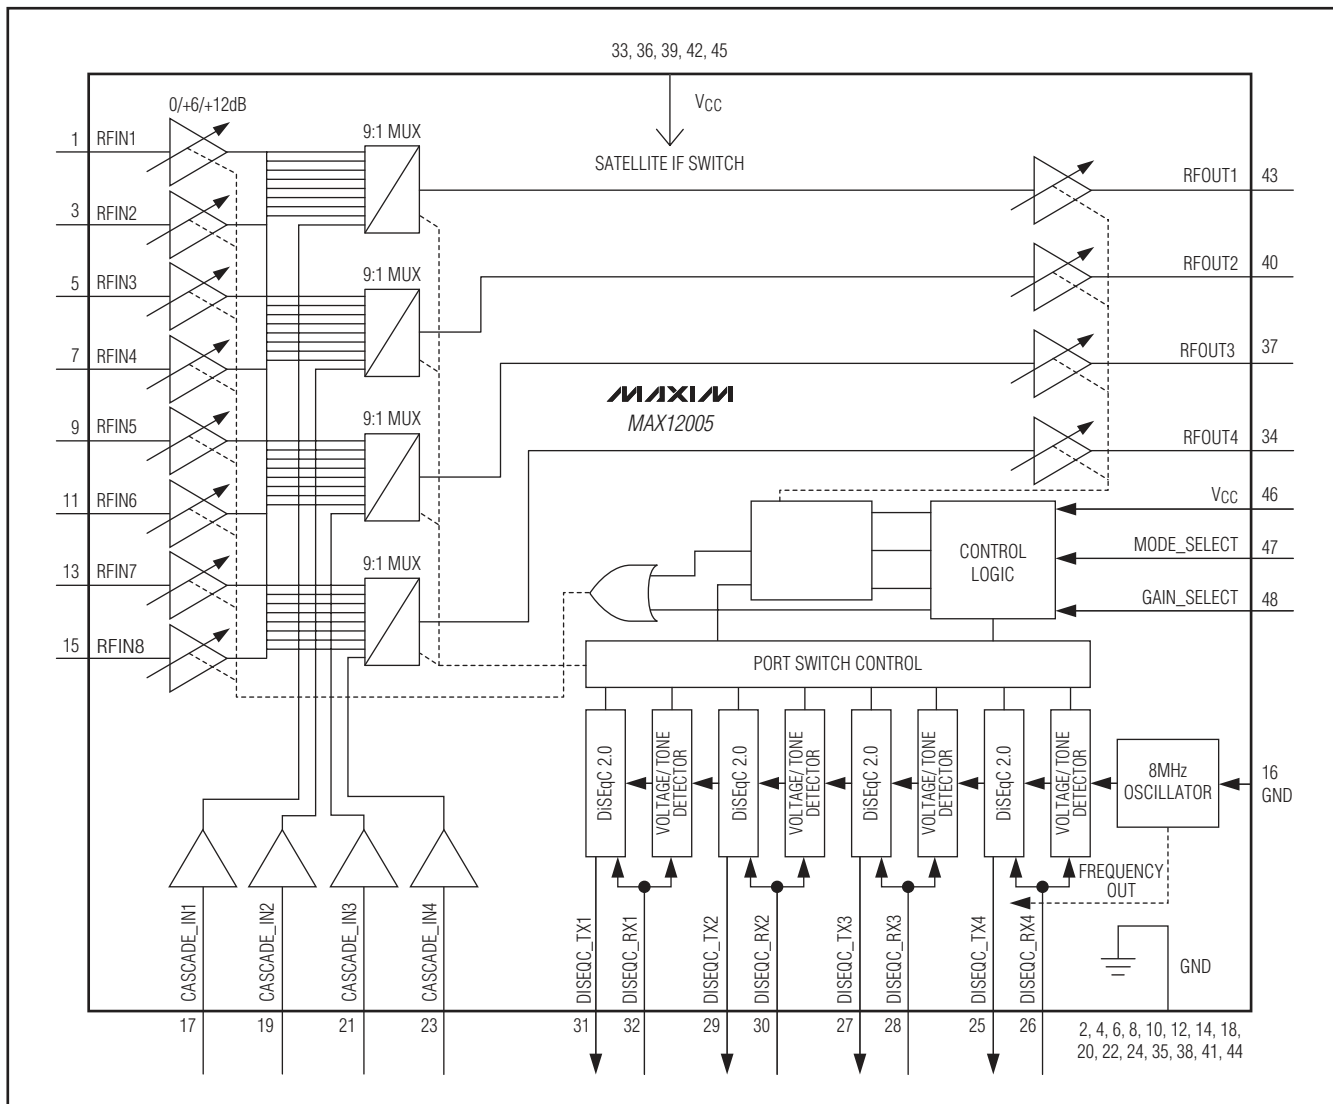 33, 36, 39, 42, 45
VCC
SATELLITE IF SWITCH
0/+6/+12dB
1 RFIN1
3 RFIN2
5 RFIN3
7 RFIN4
9 RFIN5
11 RFIN6
13 RFIN7
15 RFIN8
9:1 MUX
9:1 MUX
9:1 MUX
9:1 MUX
MAXIM
MAX12005
RFOUT1 43
RFOUT2 40
RFOUT3 37
RFOUT4 34
VCC 46
MODE_SELECT 47
GAIN_SELECT 48
CONTROL
LOGIC
PORT SWITCH CONTROL
DiSEqC 2.0
VOLTAGE/ TONE
DETECTOR
DiSEqC 2.0
VOLTAGE/ TONE
DETECTOR
DiSEqC 2.0
VOLTAGE/ TONE
DETECTOR
DiSEqC 2.0
VOLTAGE/ TONE
DETECTOR
8MHz
OSCILLATOR
16
GND
FREQUENCY
OUT
CASCADE_IN1
CASCADE_IN2
CASCADE_IN3
CASCADE_IN4
DISEQC_TX1
DISEQC_RX1
DISEQC_TX2
DISEQC_RX2
DISEQC_TX3
DISEQC_RX3
DISEQC_TX4
DISEQC_RX4
GND
17 19 21 23 31 32 29 30 27 28 25 26
2, 4, 6, 8, 10, 12, 14, 18,
20, 22, 24, 35, 38, 41, 44